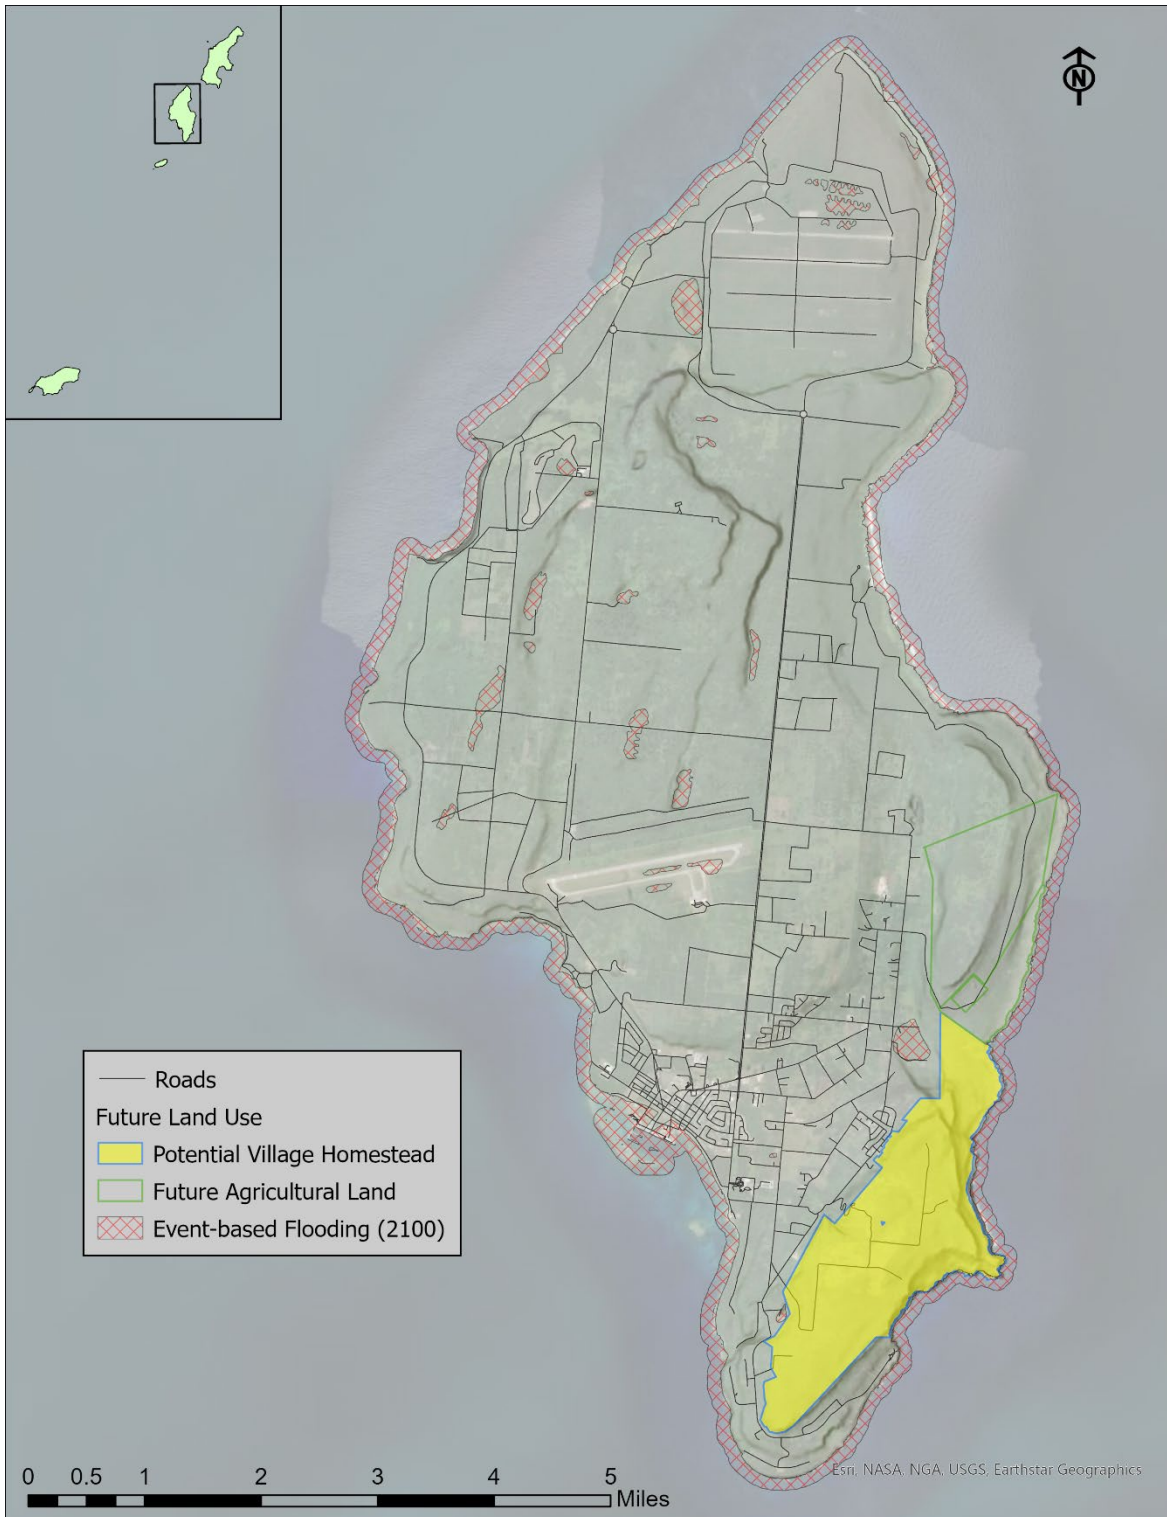 N
Roads
Future Land Use
Potential Village Homestead
Future Agricultural Land
Event-based Flooding (2100)
0 0.5 1 2 3 4 5
Miles
Esri, NASA, NGA, USGS, Earthstar Geographics